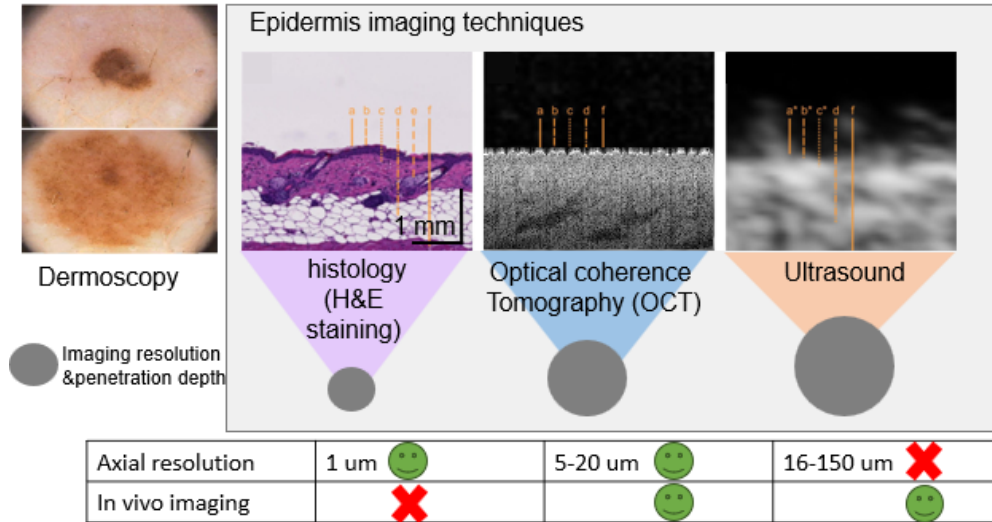 Epidermis imaging techniques
a b c d e f
1 mm
a b c d f
a* b* c* d f
Dermoscopy
histology
(H&E
staining)
Optical coherence
Tomography (OCT)
Ultrasound
Imaging resolution
&penetration depth
Axial resolution 1 um 5-20 um 16-150 um
In vivo imaging